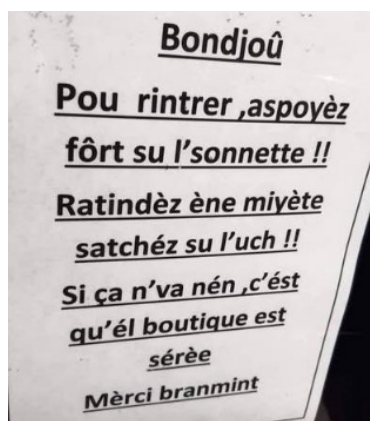 Bondjoû
Pou rintrer ,aspoyèz
fôrt su l'sonnette !!
Ratindèz ène miyète
satchéz su l'uch !!
Si ça n'va nén ,c'ést
qu'él boutique est
sérèe
Mèrci branmint